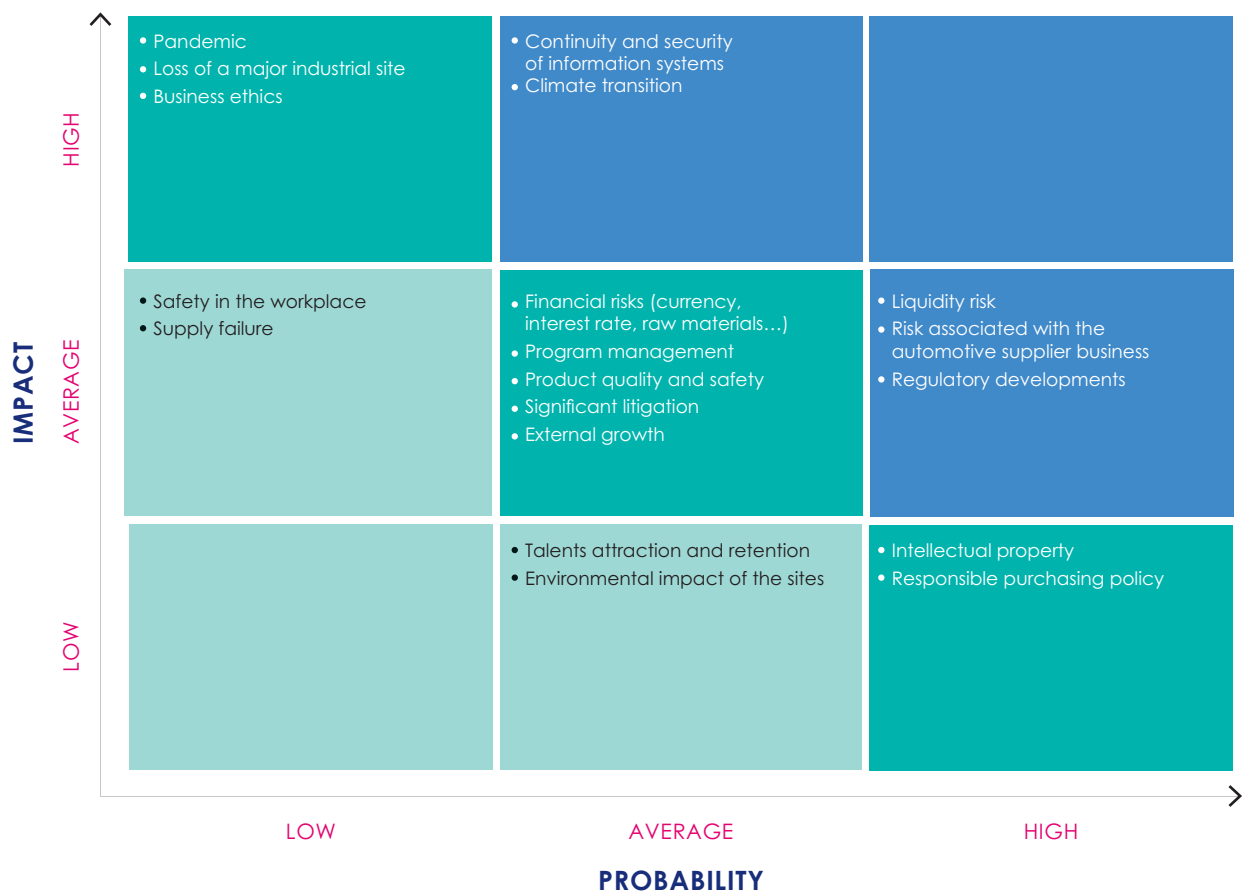 IMPACT
HIGH
• Pandemic
• Loss of a major industrial site
• Business ethics
• Continuity and security
of information systems
• Climate transition
AVERAGE
• Safety in the workplace
• Supply failure
• Financial risks (currency,
interest rate, raw materials…)
• Program management
• Product quality and safety
• Significant litigation
• External growth
• Liquidity risk
• Risk associated with the
automotive supplier business
• Regulatory developments
LOW
• Talents attraction and retention
• Environmental impact of the sites
• Intellectual property
• Responsible purchasing policy
LOW
AVERAGE
HIGH
PROBABILITY